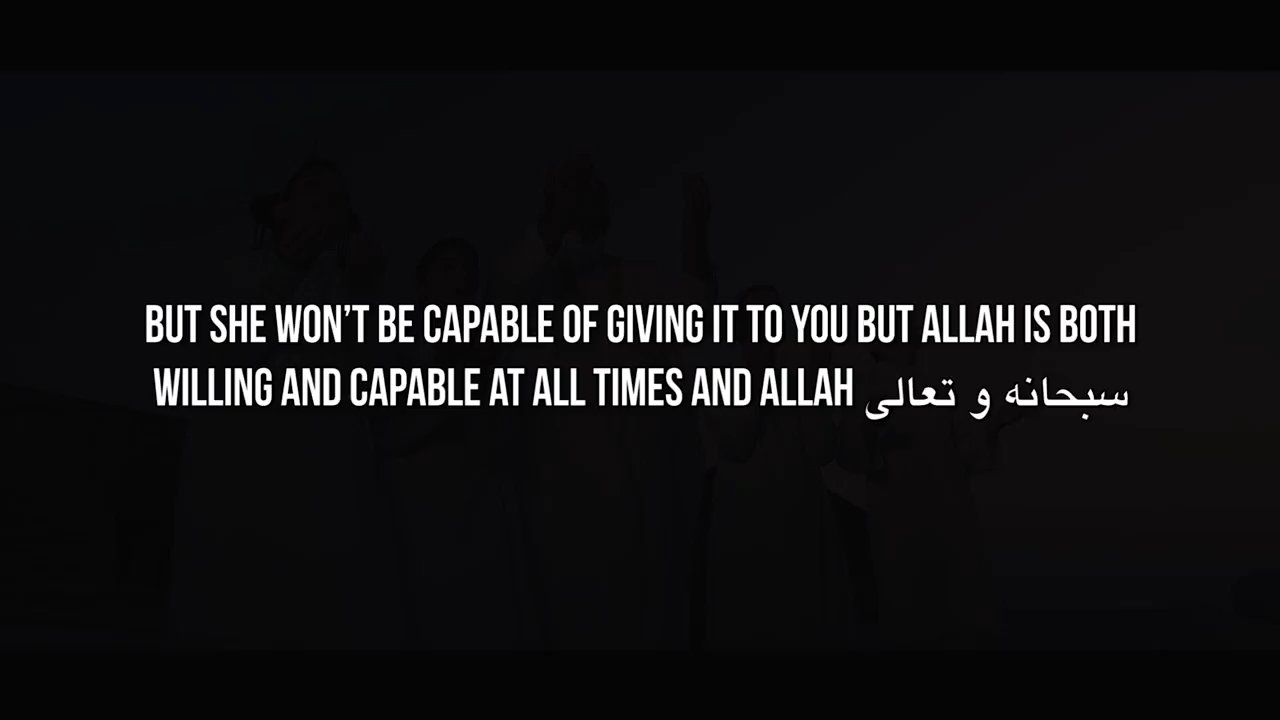 BUT SHE WON'T BE CAPABLE OF GIVING IT TO YOU BUT ALLAH IS BOTH
WILLING AND CAPABLE AT ALL TIMES AND ALLAH سبحانه و تعالى